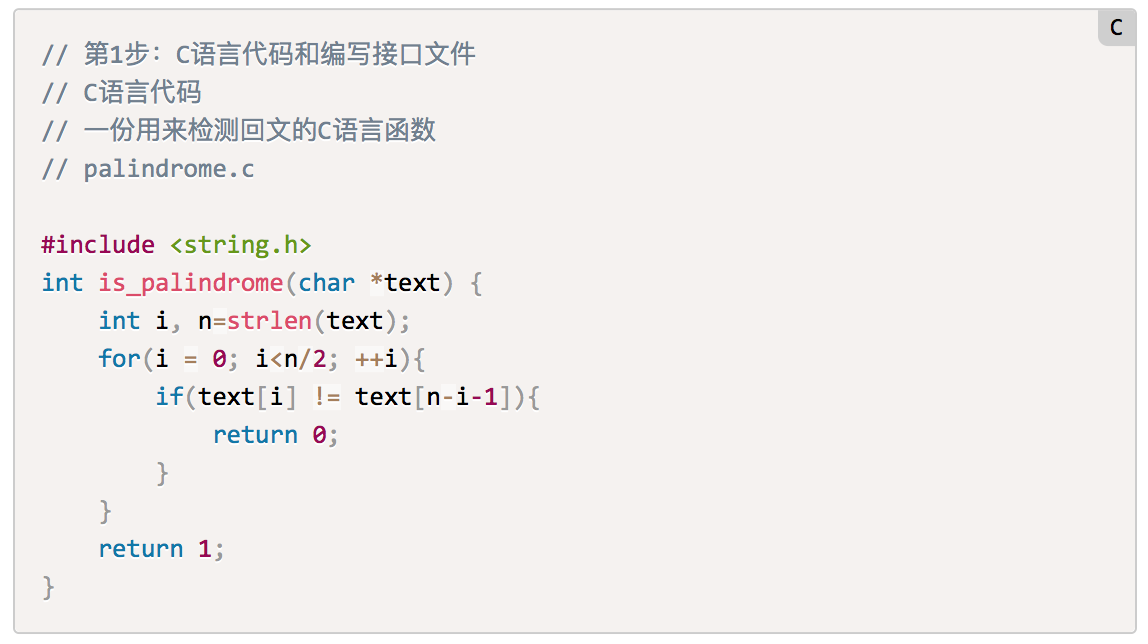 C
// 第1步：C语言代码和编写接口文件
// C语言代码
// 一份用来检测回文的C语言函数
// palindrome.c

#include <string.h>
int is_palindrome(char *text) {
    int i, n=strlen(text);
    for(i = 0; i<n/2; ++i){
        if(text[i] != text[n-i-1]){
            return 0;
        }
    }
    return 1;
}